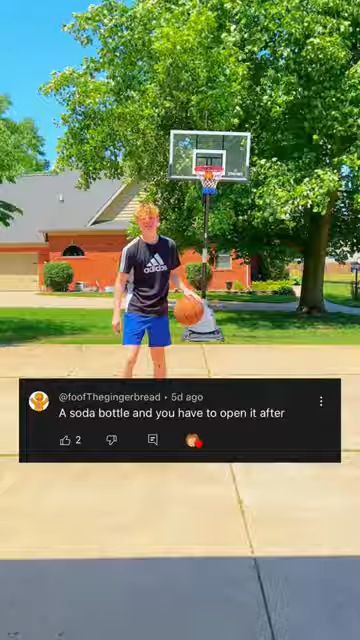 adidas
@foofThegingerbread • 5d ago
A soda bottle and you have to open it after
2